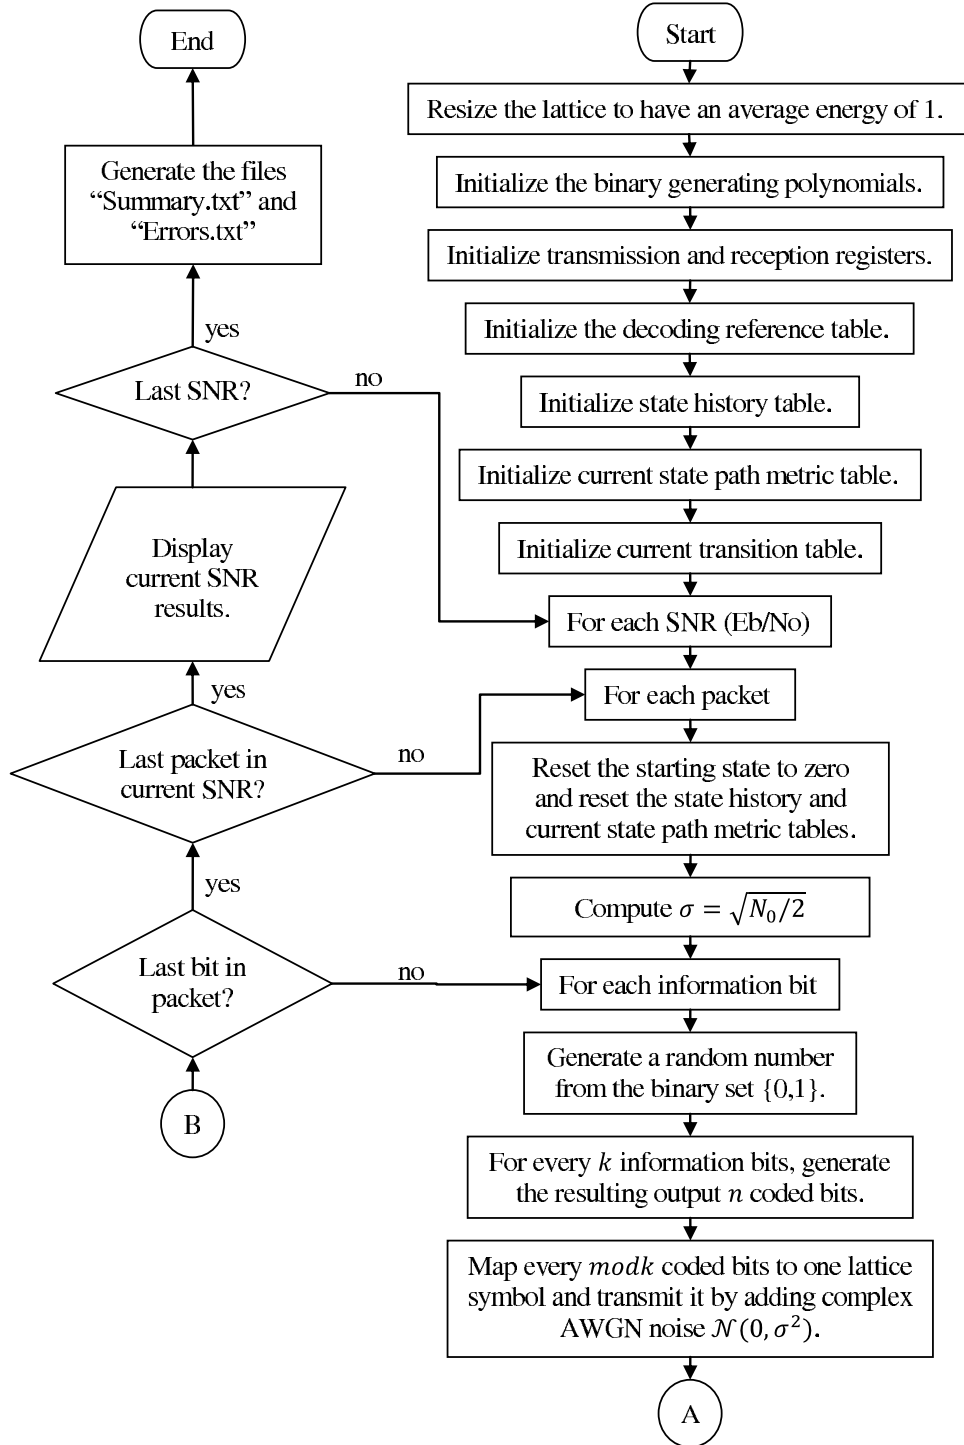 Start
Resize the lattice to have an average energy of 1.
Initialize the binary generating polynomials.
Initialize transmission and reception registers.
Initialize the decoding reference table.
Initialize state history table.
Initialize current state path metric table.
Initialize current transition table.
For each SNR (Eb/No)
For each packet
Reset the starting state to zero
and reset the state history and
current state path metric tables.
Compute σ = √N₀/2
For each information bit
Generate a random number
from the binary set {0,1}.
For every k information bits, generate
the resulting output n coded bits.
Map every modk coded bits to one lattice
symbol and transmit it by adding complex
AWGN noise 𝒩(0, σ²).
A
B
Last bit in
packet?
no
yes
Last packet in
current SNR?
no
yes
Display
current SNR
results.
Last SNR?
no
yes
Generate the files
“Summary.txt” and
“Errors.txt”
End